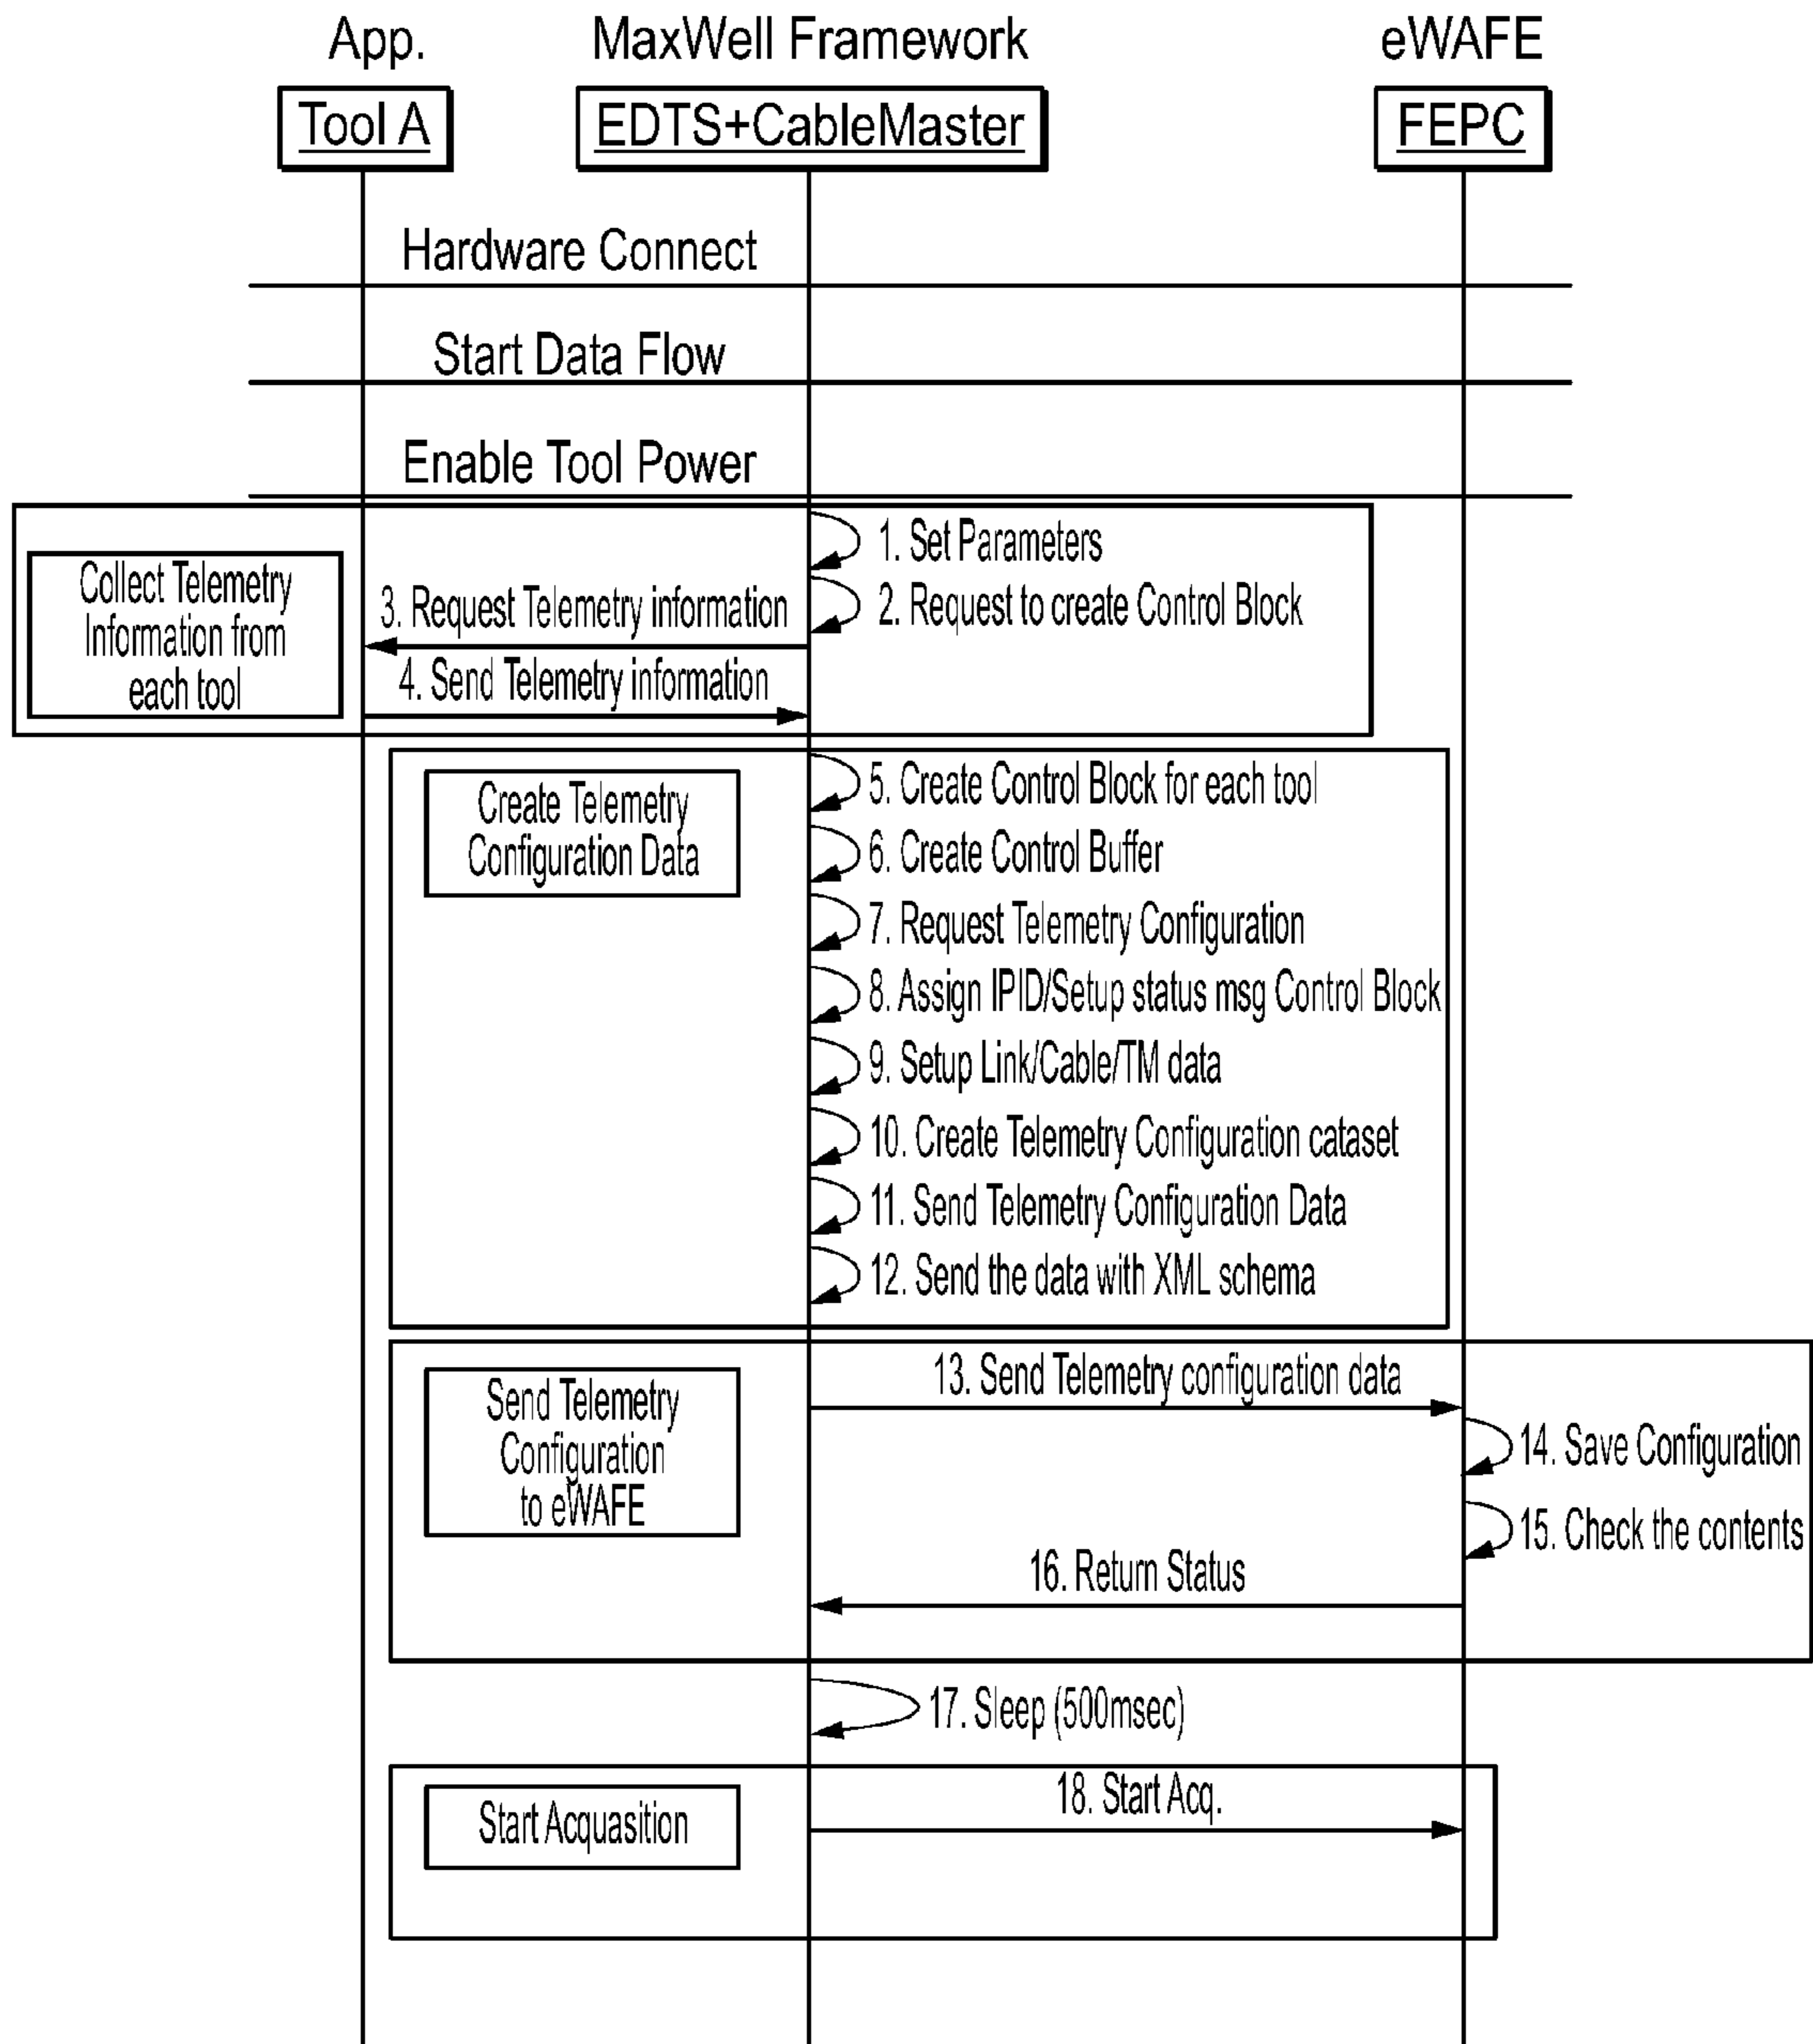 App.
MaxWell Framework
eWAFE
Tool A
EDTS+CableMaster
FEPC
Hardware Connect
Start Data Flow
Enable Tool Power
Collect Telemetry
Information from
each tool
1. Set Parameters
2. Request to create Control Block
3. Request Telemetry information
4. Send Telemetry information
Create Telemetry
Configuration Data
5. Create Control Block for each tool
6. Create Control Buffer
7. Request Telemetry Configuration
8. Assign IPID/Setup status msg Control Block
9. Setup Link/Cable/TM data
10. Create Telemetry Configuration cataset
11. Send Telemetry Configuration Data
12. Send the data with XML schema
Send Telemetry
Configuration
to eWAFE
13. Send Telemetry configuration data
14. Save Configuration
15. Check the contents
16. Return Status
17. Sleep (500msec)
Start Acquasition
18. Start Acq.